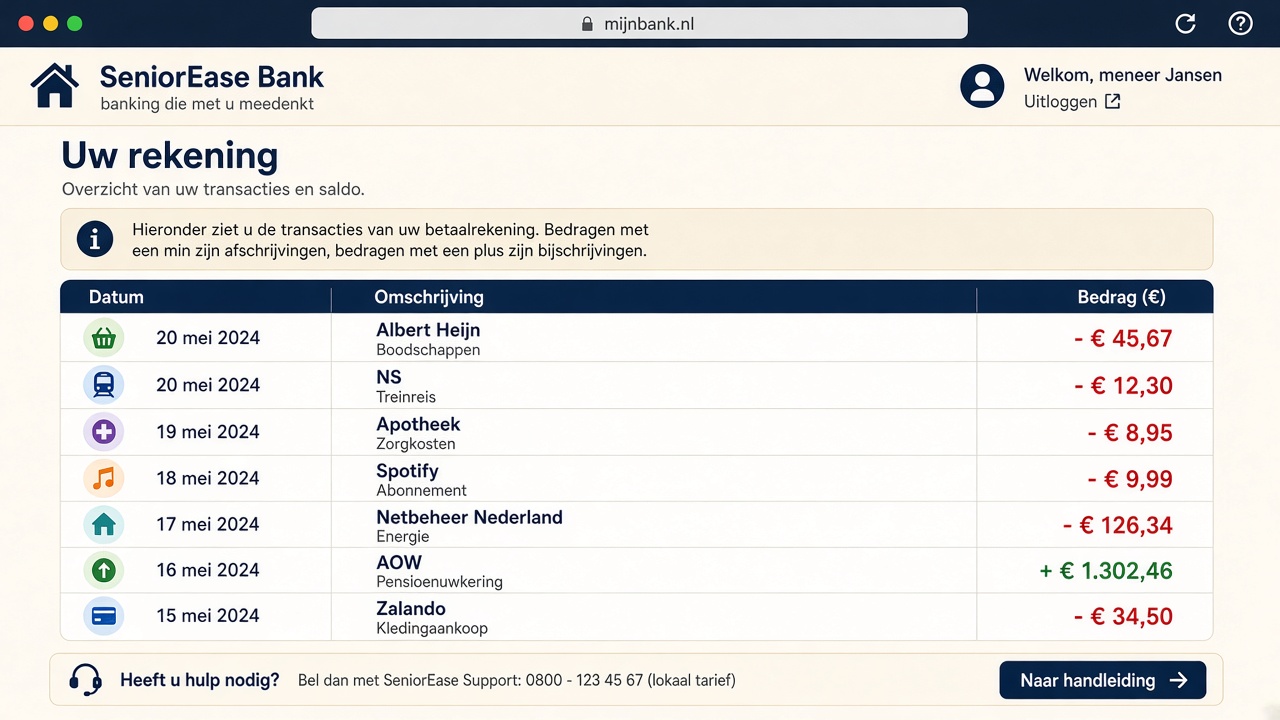 mijnbank.nl
SeniorEase Bank
banking die met u meedenkt
Welkom, meneer Jansen
Uitloggen
Uw rekening
Overzicht van uw transacties en saldo.
Hieronder ziet u de transacties van uw betaalrekening. Bedragen met
een min zijn afschrijvingen, bedragen met een plus zijn bijschrijvingen.
Datum Omschrijving Bedrag (€)
20 mei 2024 Albert Heijn - € 45,67
Boodschappen
20 mei 2024 NS - € 12,30
Treinreis
19 mei 2024 Apotheek - € 8,95
Zorgkosten
18 mei 2024 Spotify - € 9,99
Abonnement
17 mei 2024 Netbeheer Nederland - € 126,34
Energie
16 mei 2024 AOW + € 1.302,46
Pensioenuwkering
15 mei 2024 Zalando - € 34,50
Kledingaankoop
Heeft u hulp nodig? Bel dan met SeniorEase Support: 0800 - 123 45 67 (lokaal tarief)
Naar handleiding